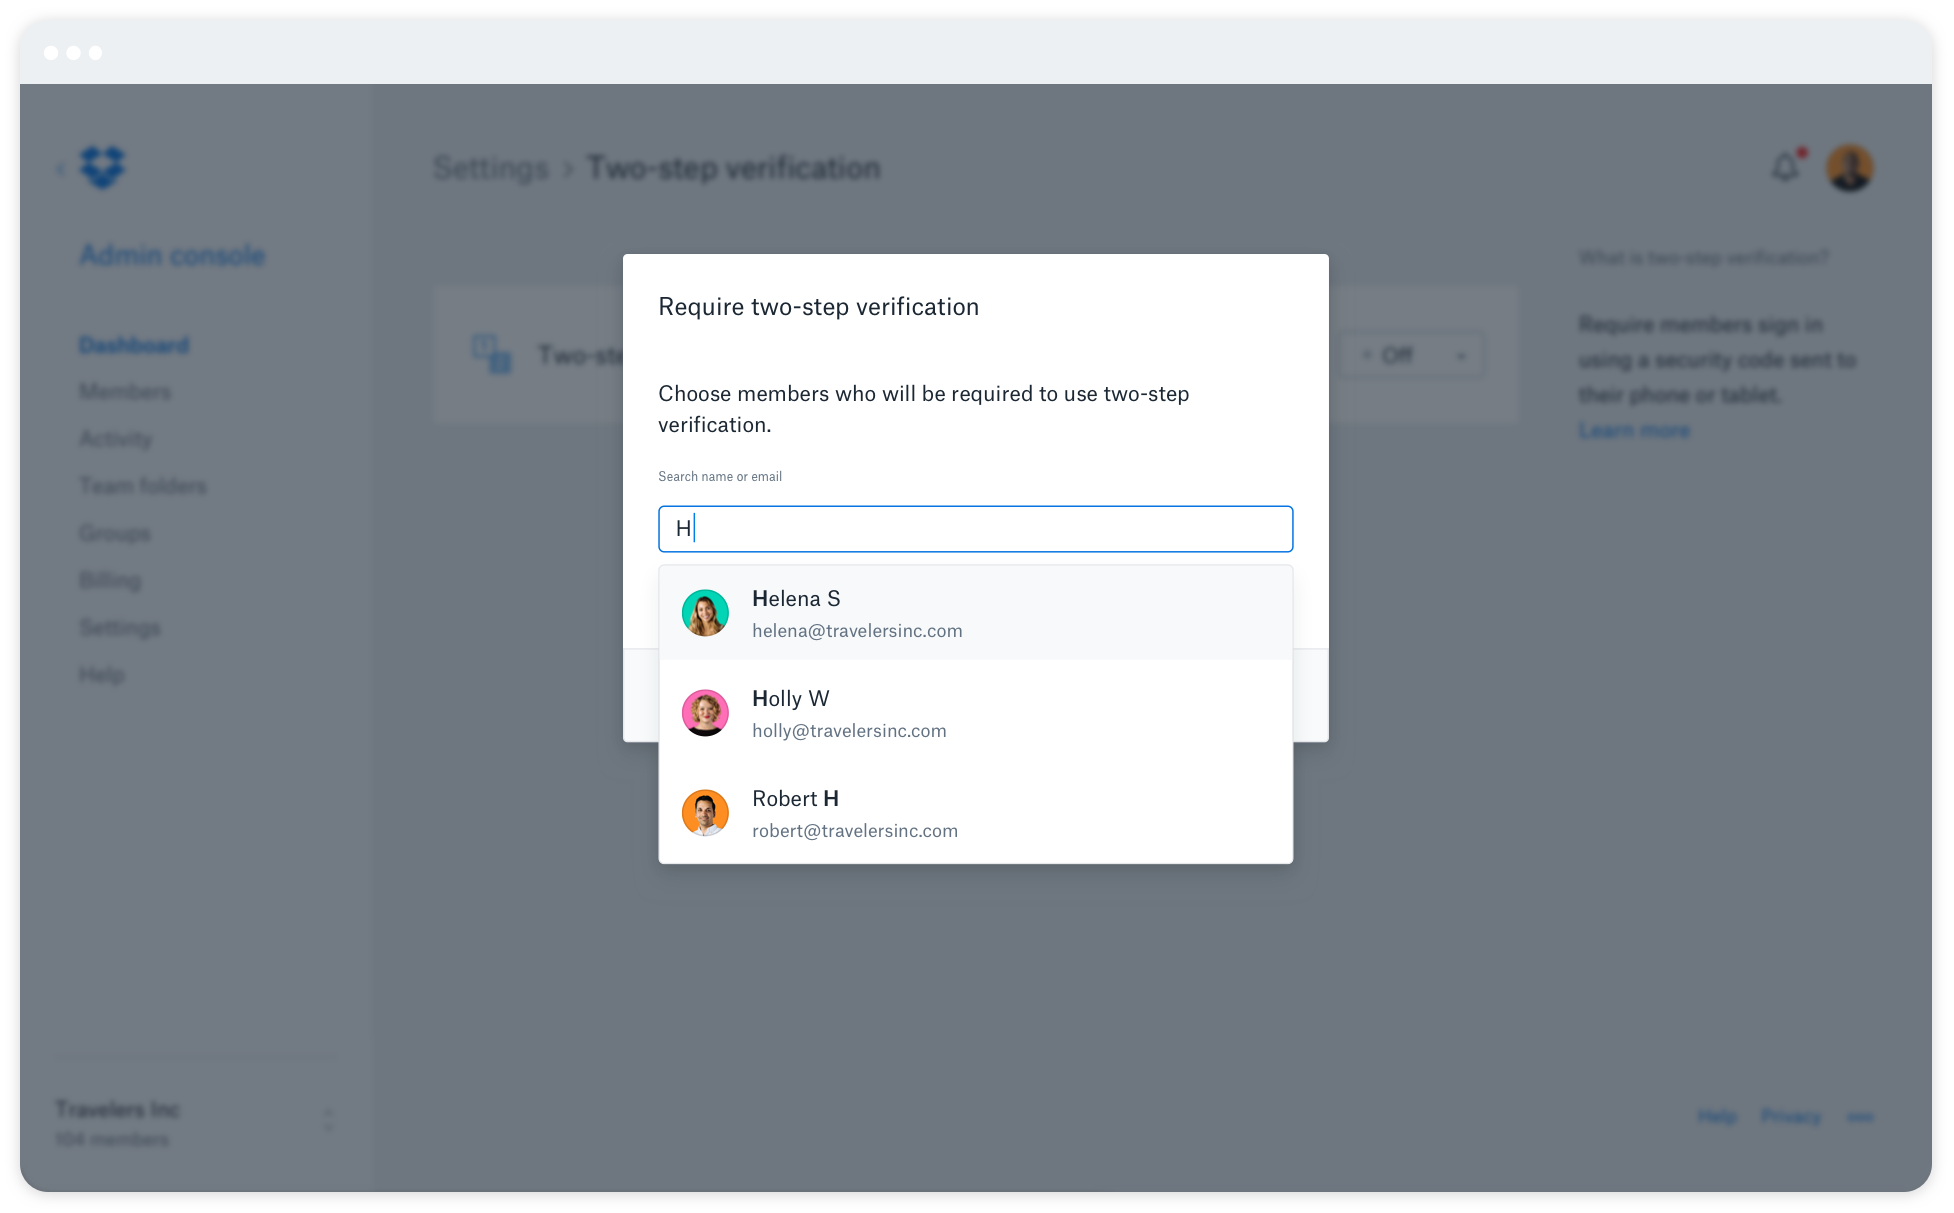 Settings > Two-step verification
Admin console
Dashboard
Members
Activity
Team folders
Groups
Billing
Settings
Help
Travelers Inc
104 members
Two-ste
Require two-step verification
Choose members who will be required to use two-step
verification.
Search name or email
H
Helena S
helena@travelersinc.com
Holly W
holly@travelersinc.com
Robert H
robert@travelersinc.com
Off
What is two-step verification?
Require members sign in
using a security code sent to
their phone or tablet.
Learn more
Help Privacy